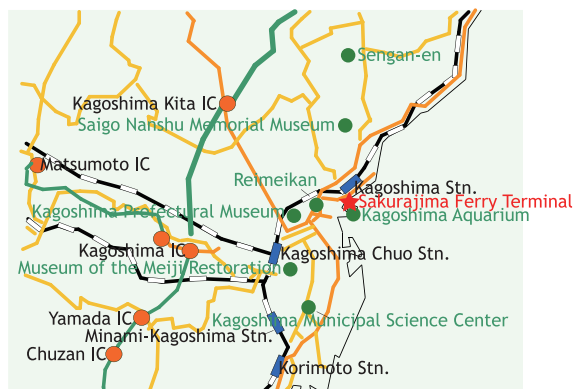 Sengan-en
Kagoshima Kita IC
Saigo Nanshu Memorial Museum
Matsumoto IC
Reimeikan
Kagoshima Stn.
Sakurajima Ferry Terminal
Kagoshima Prefectural Museum
Kagoshima Aquarium
Kagoshima IC
Kagoshima Chuo Stn.
Museum of the Meiji Restoration
Yamada IC
Kagoshima Municipal Science Center
Minami-Kagoshima Stn.
Chuzan IC
Korimoto Stn.